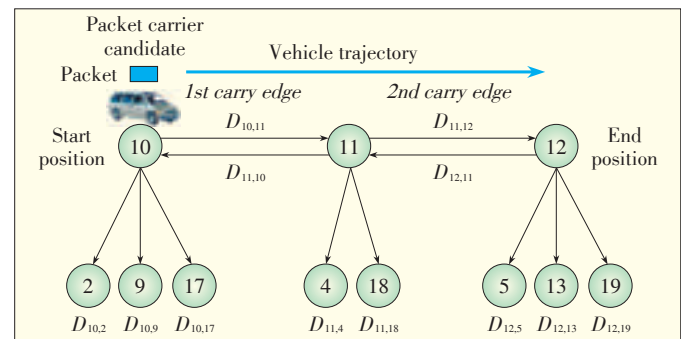 Packet carrier
candidate
Packet
Vehicle trajectory
1st carry edge
2nd carry edge
Start
position
10
D10,11
11
D11,12
12
End
position
D11,10
D12,11
2
9
17
4
18
5
13
19
D10,2
D10,9
D10,17
D11,4
D11,18
D12,5
D12,13
D12,19